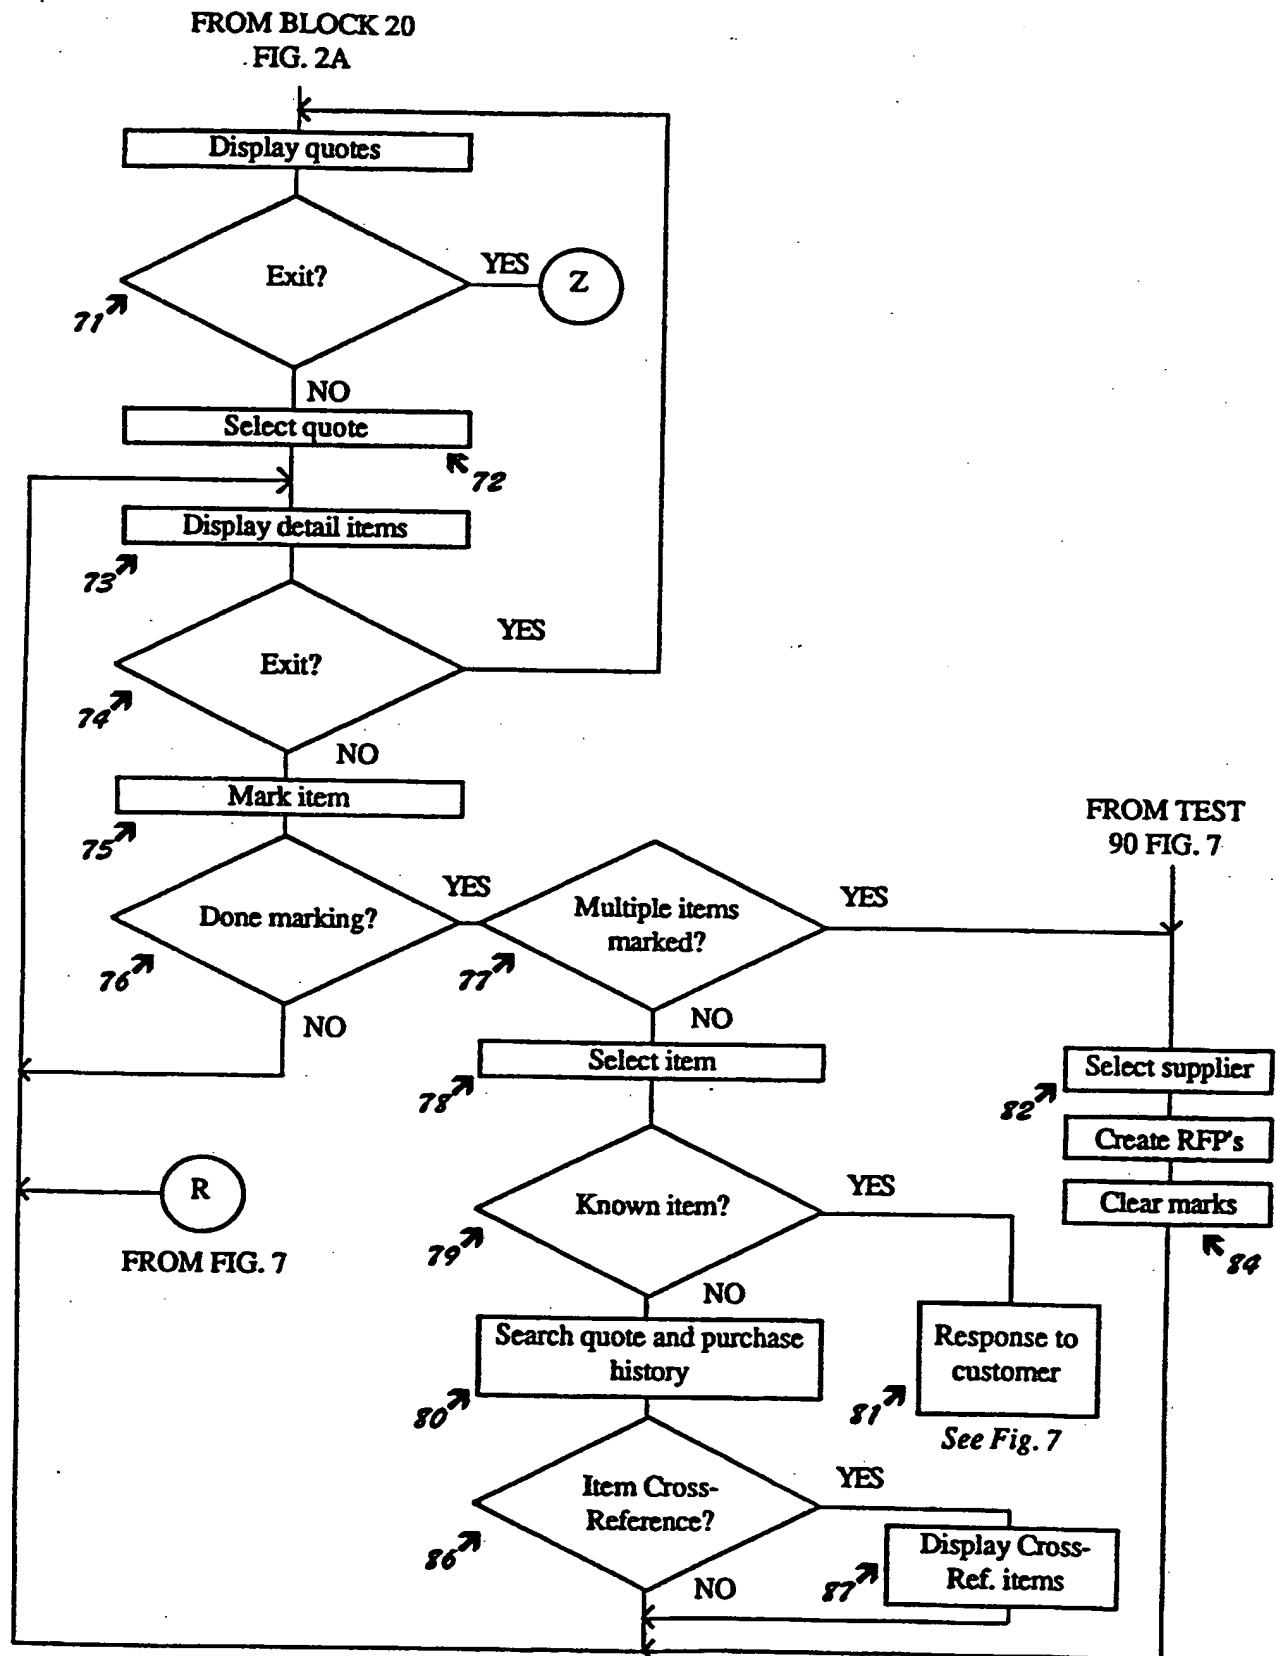 FROM BLOCK 20
FIG. 2A
Display quotes
Exit?
YES
Z
71
NO
Select quote
72
Display detail items
73
Exit?
YES
74
NO
Mark item
75
Done marking?
YES
76
NO
Multiple items
marked?
YES
77
NO
FROM TEST
90 FIG. 7
Select item
78
Select supplier
82
Create RFP's
Clear marks
84
R
FROM FIG. 7
Known item?
YES
79
NO
Search quote and purchase
history
80
Response to
customer
81
See Fig. 7
Item Cross-
Reference?
YES
86
NO
Display Cross-
Ref. items
87